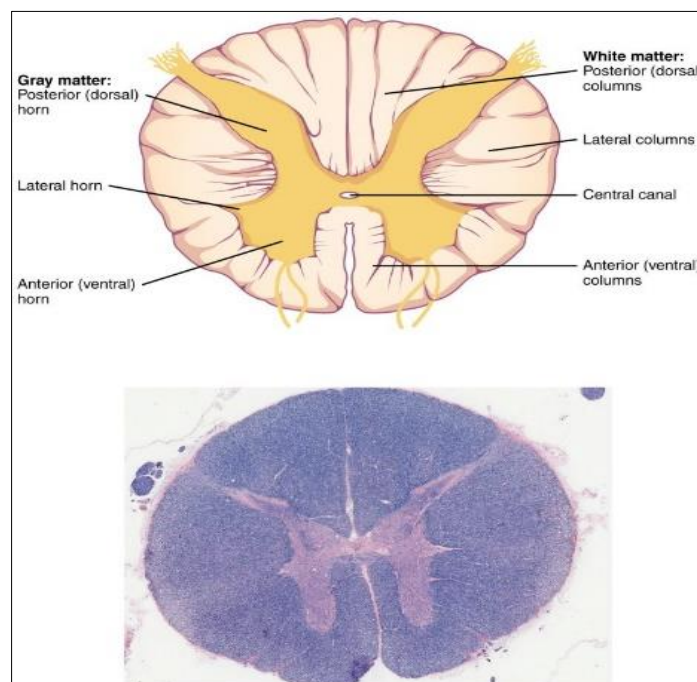 Gray matter:
Posterior (dorsal)
horn
Lateral horn
Anterior (ventral)
horn
White matter:
Posterior (dorsal)
columns
Lateral columns
Central canal
Anterior (ventral)
columns